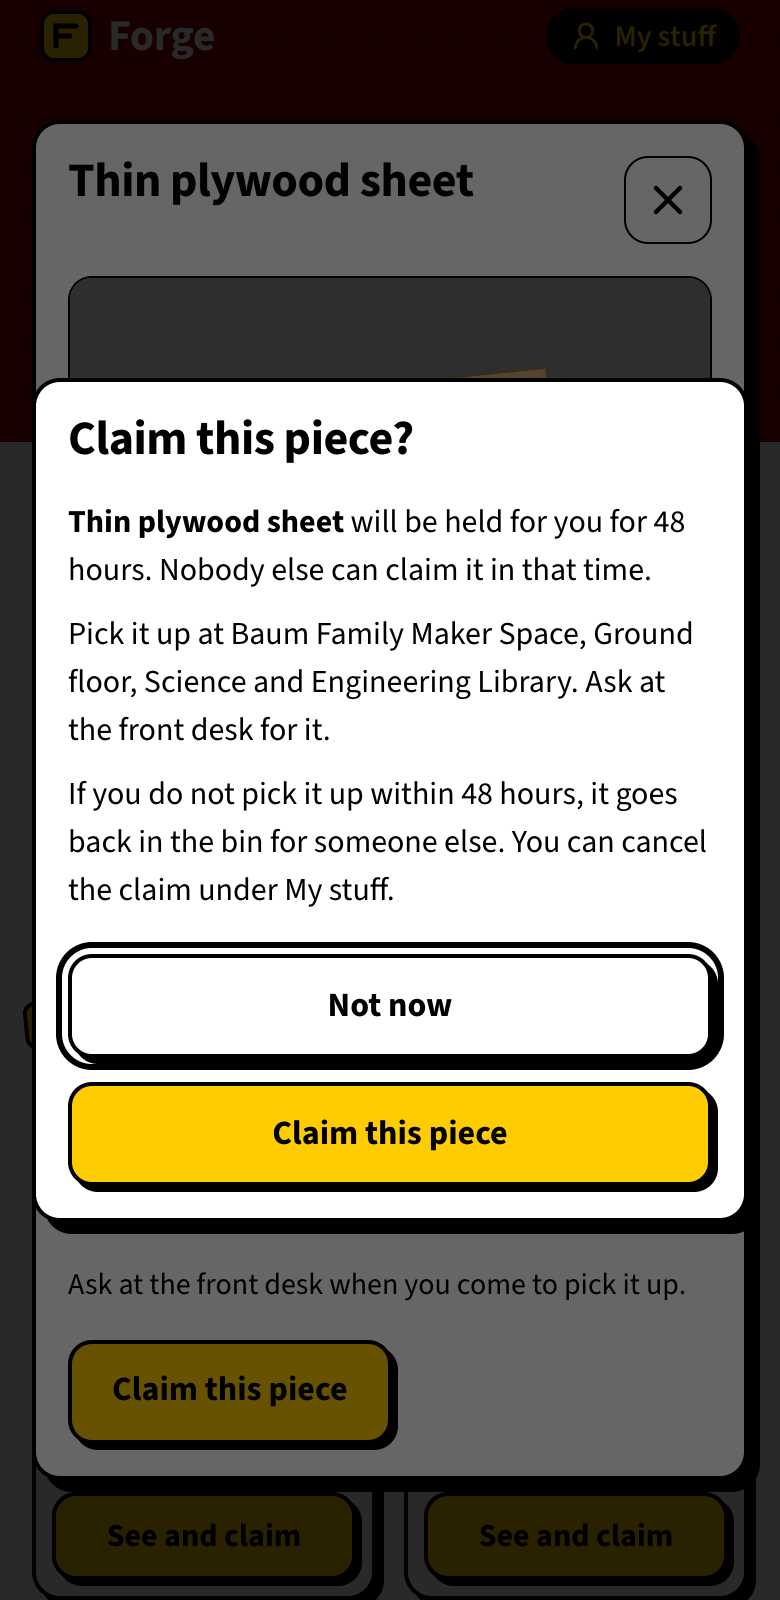 F Forge
My stuff
Thin plywood sheet
Claim this piece?
Thin plywood sheet will be held for you for 48
hours. Nobody else can claim it in that time.
Pick it up at Baum Family Maker Space, Ground
floor, Science and Engineering Library. Ask at
the front desk for it.
If you do not pick it up within 48 hours, it goes
back in the bin for someone else. You can cancel
the claim under My stuff.
Not now
Claim this piece
Ask at the front desk when you come to pick it up.
Claim this piece
See and claim
See and claim